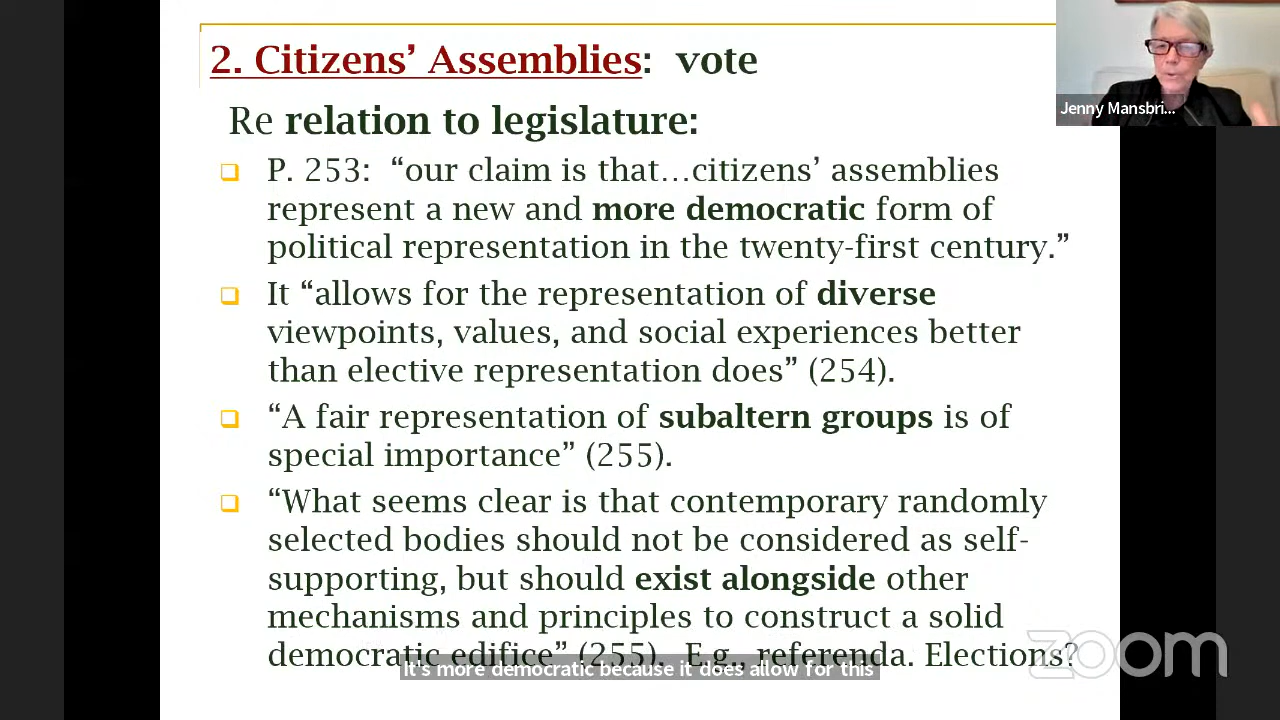 2. Citizens’ Assemblies: vote
Re relation to legislature:
P. 253: “our claim is that…citizens’ assemblies
represent a new and more democratic form of
political representation in the twenty-first century.”
It “allows for the representation of diverse
viewpoints, values, and social experiences better
than elective representation does” (254).
“A fair representation of subaltern groups is of
special importance” (255).
“What seems clear is that contemporary randomly
selected bodies should not be considered as self-
supporting, but should exist alongside other
mechanisms and principles to construct a solid
democratic edifice” (255). E.g., referenda. Elections?
It's more democratic because it does allow for this
Jenny Mansbri...
zoom